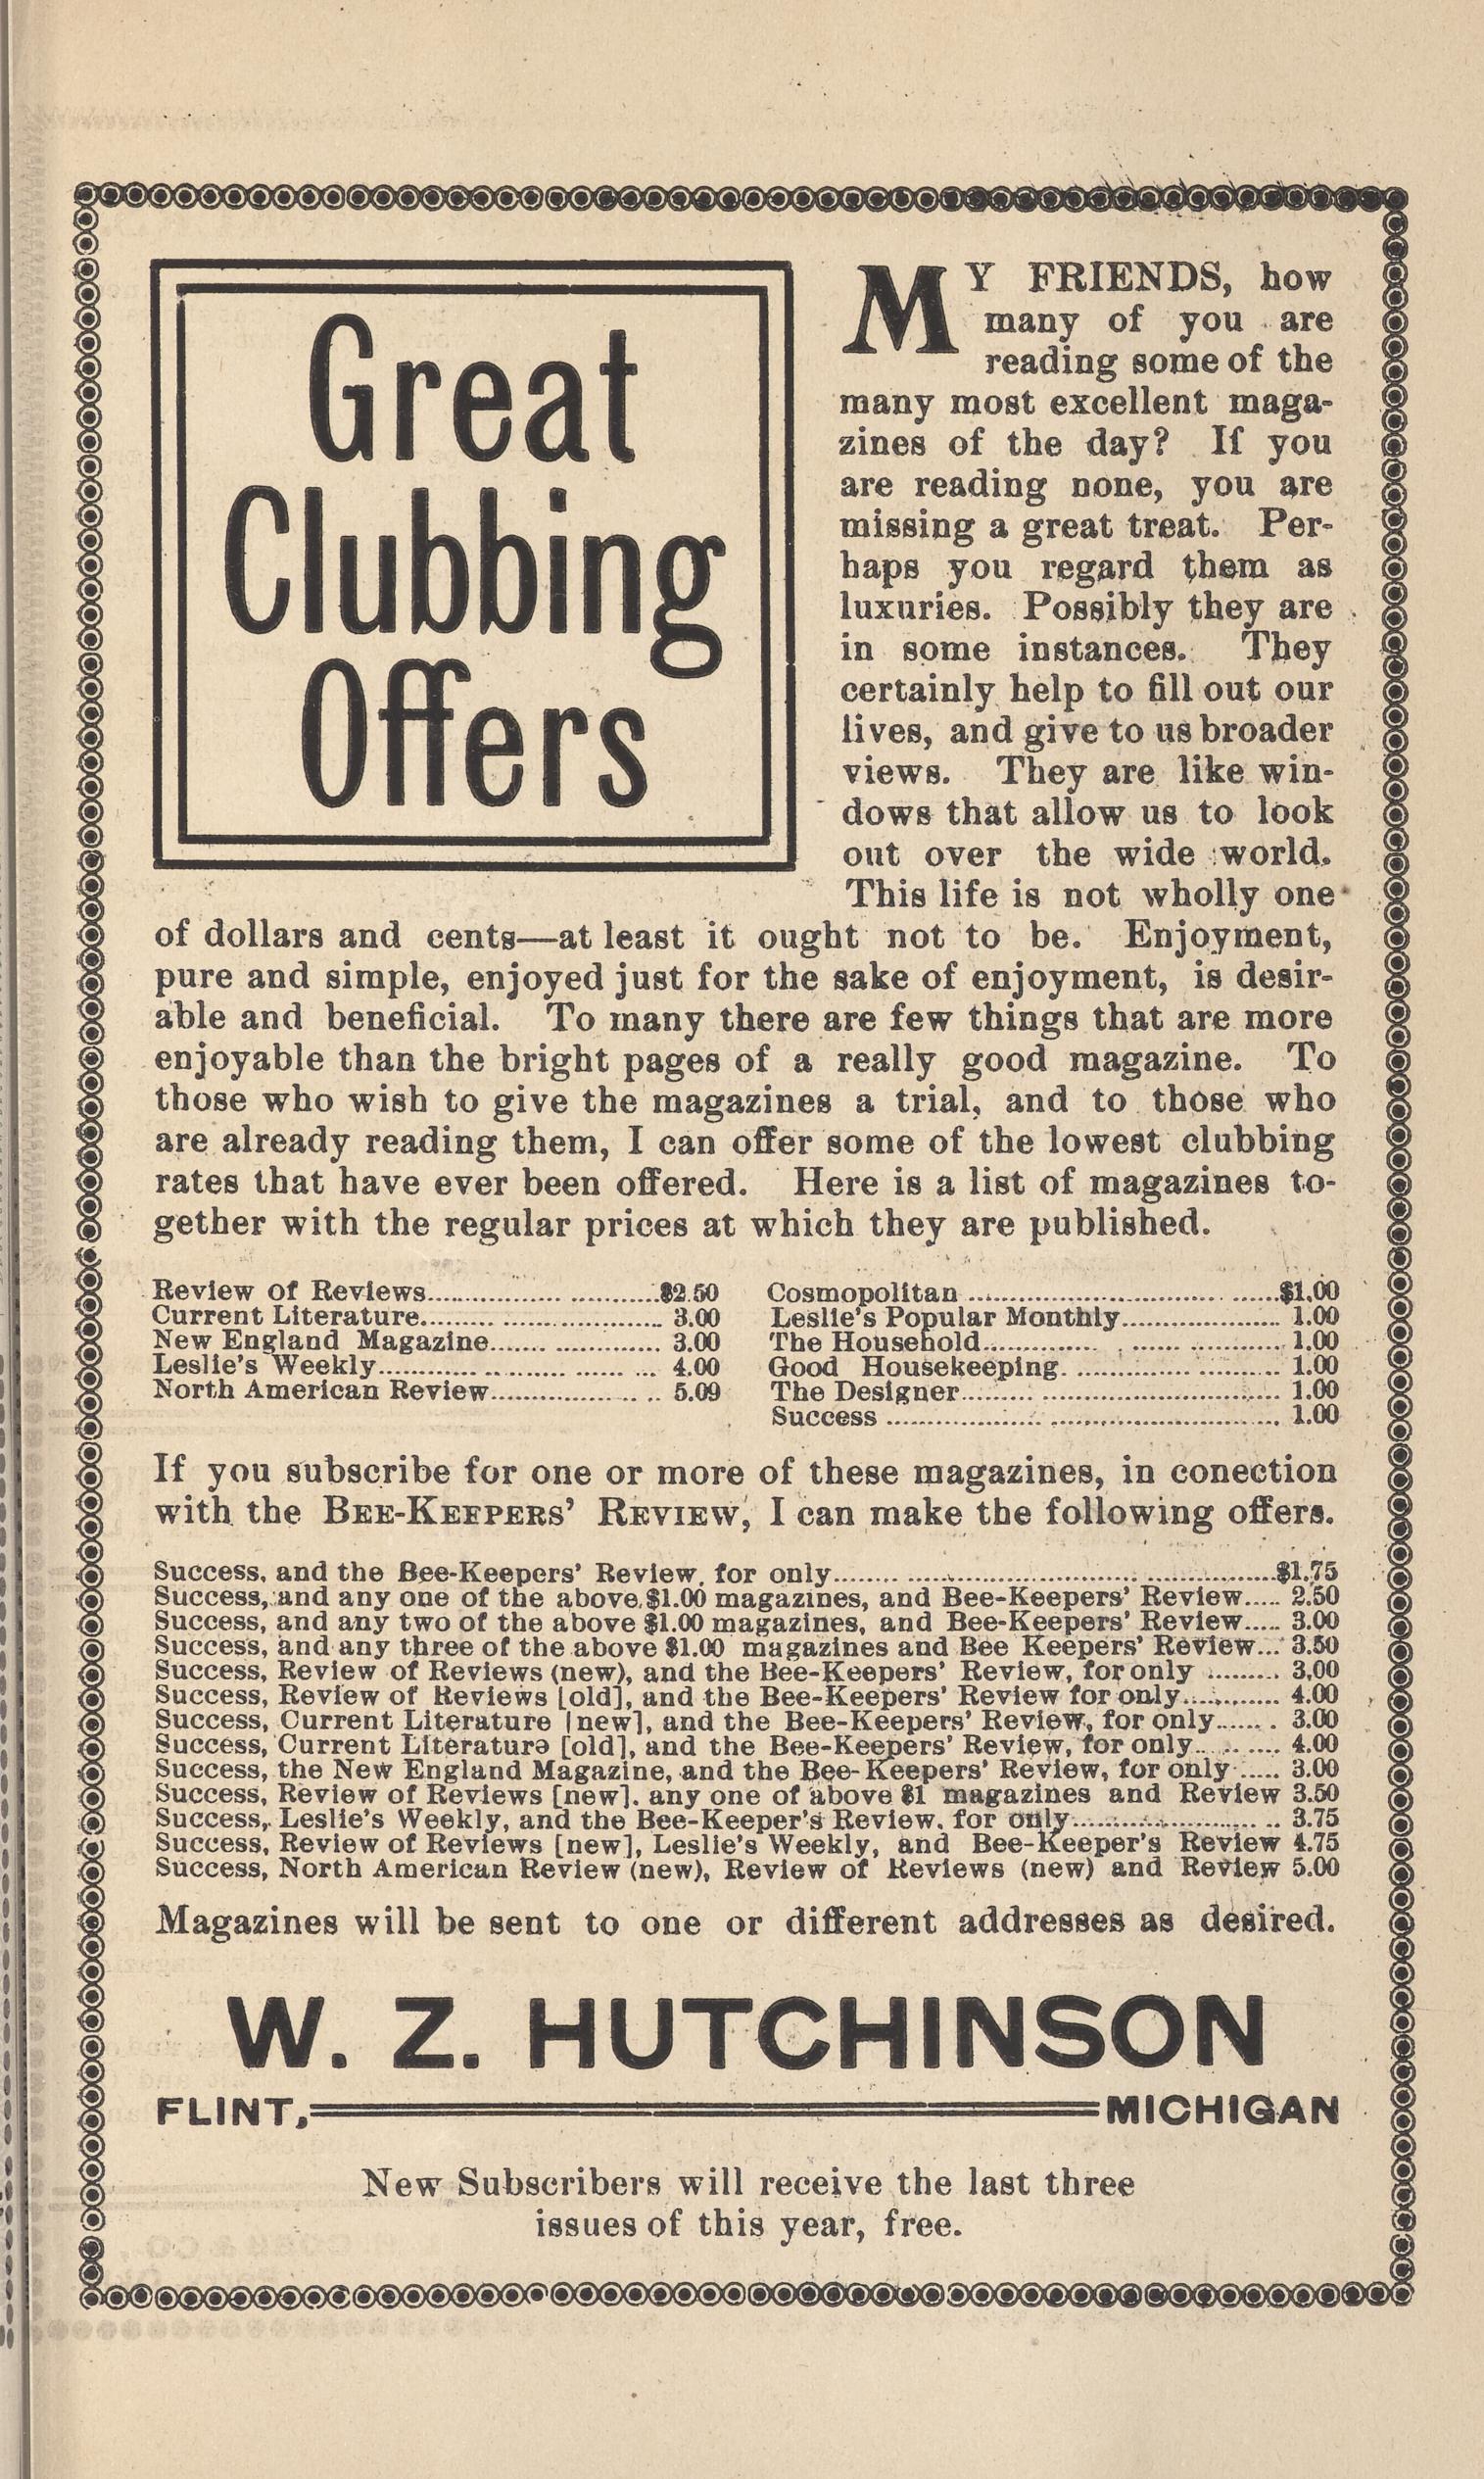 Great
Clubbing
Offers
MY FRIENDS, how
many of you are
reading some of the
many most excellent maga-
zines of the day? If you
are reading none, you are
missing a great treat. Per-
haps you regard them as
luxuries. Possibly they are
in some instances. They
certainly help to fill out our
lives, and give to us broader
views. They are like win-
dows that allow us to look
out over the wide world.
This life is not wholly one
of dollars and cents—at least it ought not to be. Enjoyment,
pure and simple, enjoyed just for the sake of enjoyment, is desir-
able and beneficial. To many there are few things that are more
enjoyable than the bright pages of a really good magazine. To
those who wish to give the magazines a trial, and to those who
are already reading them, I can offer some of the lowest clubbing
rates that have ever been offered. Here is a list of magazines to-
gether with the regular prices at which they are published.
Review of Reviews..............................$2.50
Current Literature.............................. 3.00
New England Magazine.................... 3.00
Leslie's Weekly.............................. 4.00
North American Review.................... 5.09
Cosmopolitan ..............................$1.00
Leslie's Popular Monthly.................... 1.00
The Household.............................. 1.00
Good Housekeeping.......................... 1.00
The Designer.............................. 1.00
Success .............................. 1.00
If you subscribe for one or more of these magazines, in conection
with the BEE-KEEPERS' REVIEW, I can make the following offers.
Success, and the Bee-Keepers' Review, for only..............................$1.75
Success, and any one of the above $1.00 magazines, and Bee-Keepers' Review..... 2.50
Success, and any two of the above $1.00 magazines, and Bee-Keepers' Review..... 3.00
Success, and any three of the above $1.00 magazines and Bee Keepers' Review... 3.50
Success, Review of Reviews (new), and the Bee-Keepers' Review, for only ......... 3.00
Success, Review of Reviews [old], and the Bee-Keepers' Review for only............ 4.00
Success, Current Literature [new], and the Bee-Keepers' Review, for only....... 3.00
Success, Current Literature [old], and the Bee-Keepers' Review, for only......... 4.00
Success, the New England Magazine, and the Bee-Keepers' Review, for only ..... 3.00
Success, Review of Reviews [new]. any one of above $1 magazines and Review 3.50
Success, Leslie's Weekly, and the Bee-Keeper's Review, for only.................... 3.75
Success, Review of Reviews [new], Leslie's Weekly, and Bee-Keeper's Review 4.75
Success, North American Review (new), Review of Reviews (new) and Review 5.00
Magazines will be sent to one or different addresses as desired.
W. Z. HUTCHINSON
FLINT, MICHIGAN
New Subscribers will receive the last three
issues of this year, free.